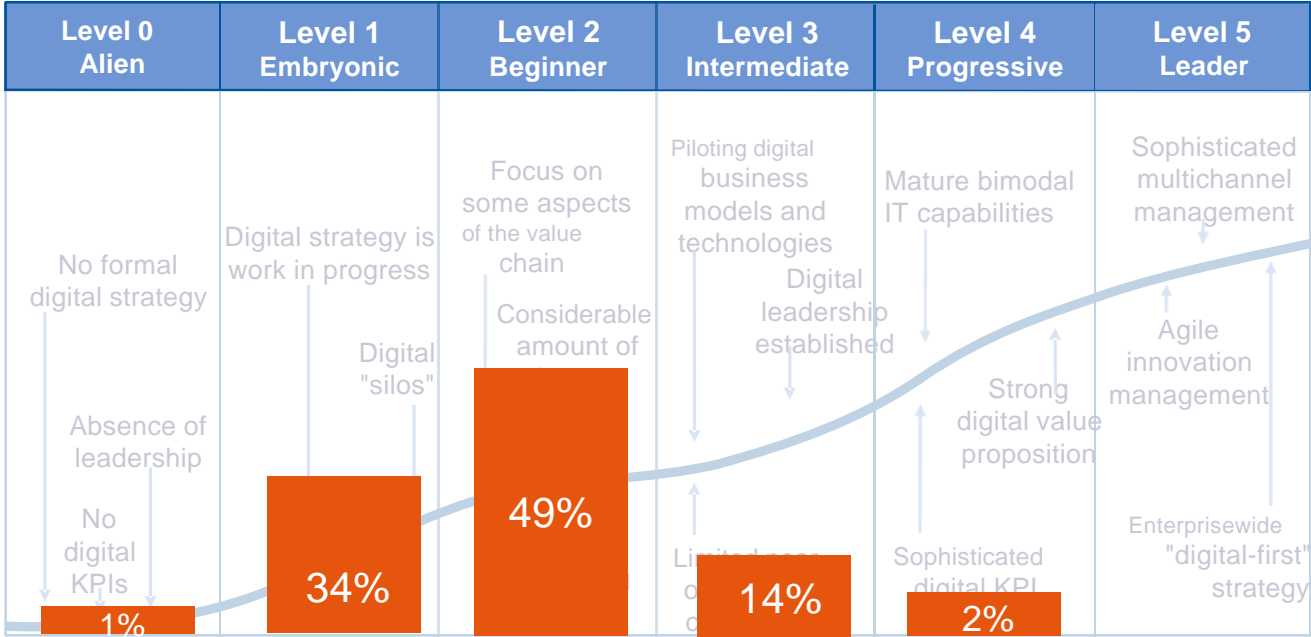 Level 0
Alien
Level 1
Embryonic
Level 2
Beginner
Level 3
Intermediate
Level 4
Progressive
Level 5
Leader
No formal
digital strategy
Absence of
leadership
No
digital
KPIs
1%
Digital strategy is
work in progress
Digital
"silos"
34%
Focus on
some aspects
of the value
chain
Considerable
amount of
49%
Piloting digital
business
models and
technologies
Digital
leadership
established
Limited
14%
Mature bimodal
IT capabilities
Strong
digital value
proposition
Sophisticated
digital KPI
2%
Sophisticated
multichannel
management
Agile
innovation
management
Enterprisewide
"digital-first"
strategy